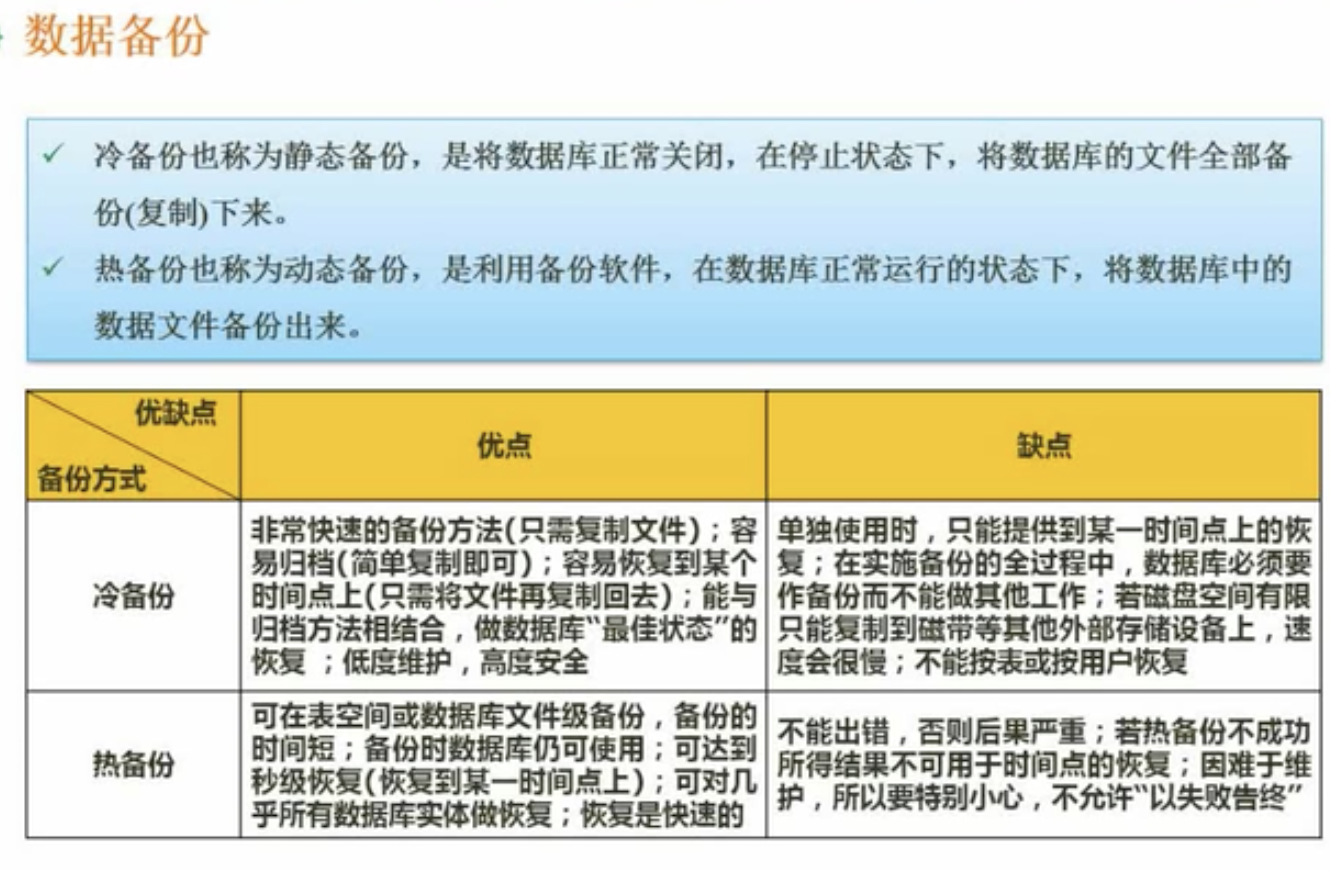 数据备份
✓ 冷备份也称为静态备份，是将数据库正常关闭，在停止状态下，将数据库的文件全部备
份(复制)下来。
✓ 热备份也称为动态备份，是利用备份软件，在数据库正常运行的状态下，将数据库中的
数据文件备份出来。
优缺点
备份方式
优点
缺点
冷备份
非常快速的备份方法(只需复制文件)；容
易归档(简单复制即可)；容易恢复到某个
时间点上(只需将文件再复制回去)；能与
归档方法相结合，做数据库“最佳状态”的
恢复 ；低度维护，高度安全
单独使用时，只能提供到某一时间点上的恢
复；在实施备份的全过程中，数据库必须要
作备份而不能做其他工作；若磁盘空间有限
只能复制到磁带等其他外部存储设备上，速
度会很慢；不能按表或按用户恢复
热备份
可在表空间或数据库文件级备份，备份的
时间短；备份时数据库仍可使用；可达到
秒级恢复(恢复到某一时间点上)；可对几
乎所有数据库实体做恢复；恢复是快速的
不能出错，否则后果严重；若热备份不成功
所得结果不可用于时间点的恢复；困难于维
护，所以要特别小心，不允许“以失败告终”